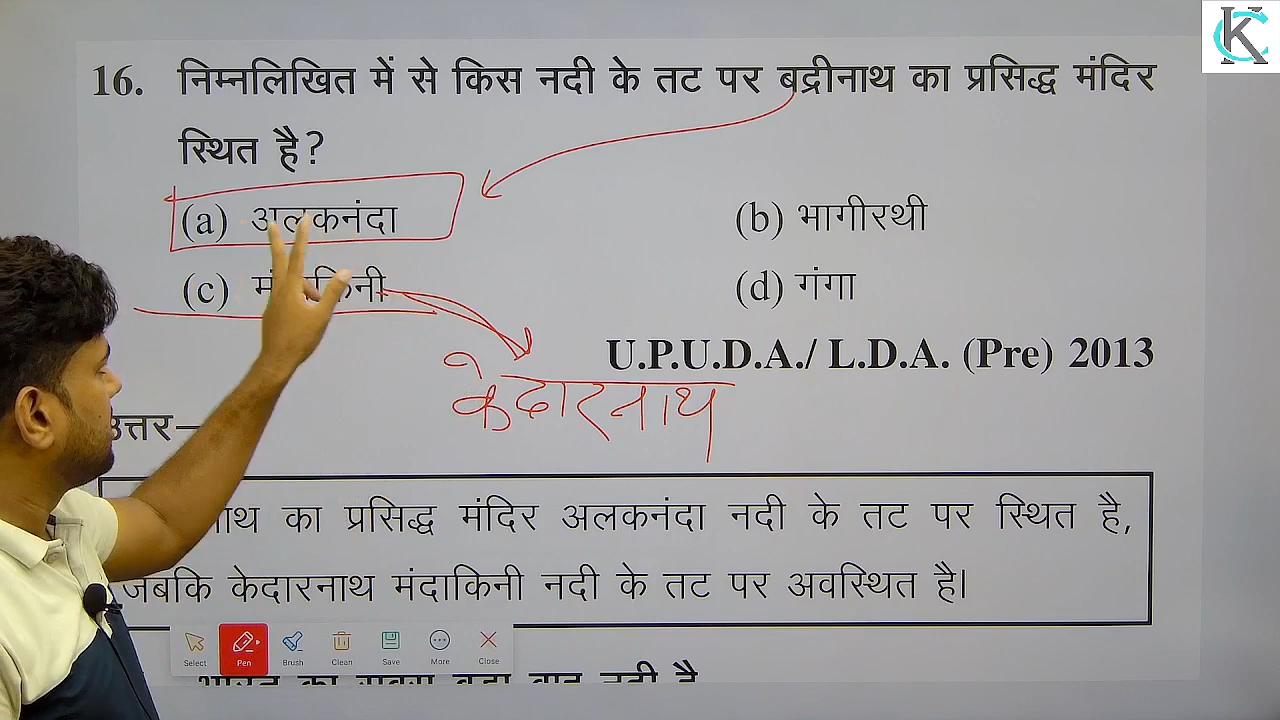 16. निम्नलिखित में से किस नदी के तट पर बद्रीनाथ का प्रसिद्ध मंदिर
स्थित है?
(a) अलकनंदा (b) भागीरथी
(c) मंदाकिनी (d) गंगा
U.P.U.D.A./ L.D.A. (Pre) 2013
केदारनाथ
उत्तर–
नाथ का प्रसिद्ध मंदिर अलकनंदा नदी के तट पर स्थित है,
जबकि केदारनाथ मंदाकिनी नदी के तट पर अवस्थित है।
Select Pen Brush Clean Save More Close
KC